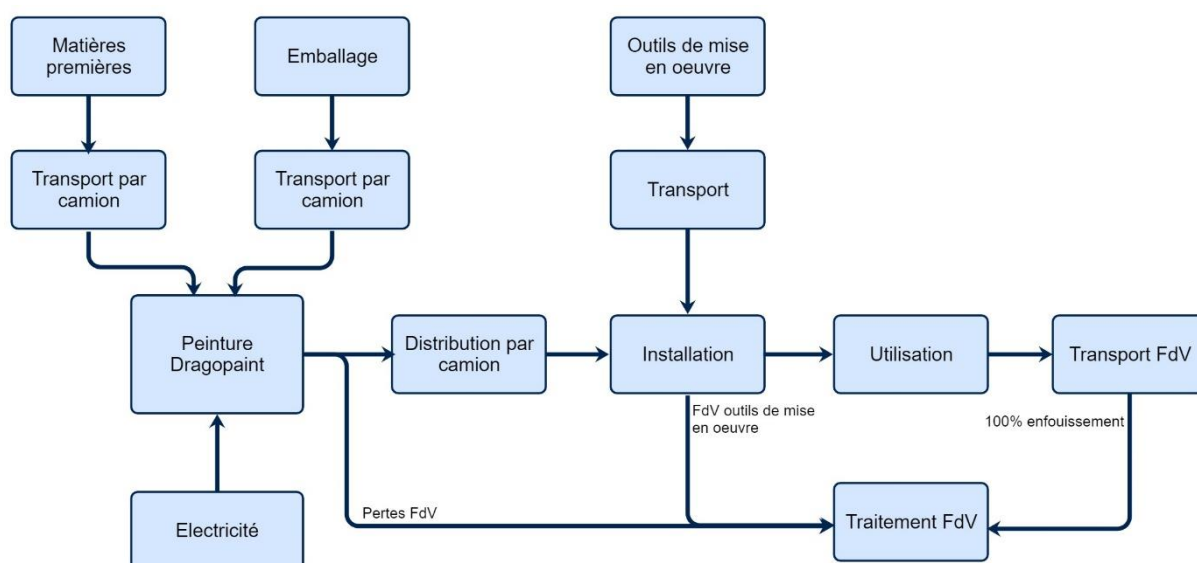 Matières
premières
Emballage
Outils de mise
en oeuvre
Transport par
camion
Transport par
camion
Transport
Peinture
Dragopaint
Distribution par
camion
Installation
Utilisation
Transport FdV
FdV outils de mise
en oeuvre
100% enfouissement
Electricité
Pertes FdV
Traitement FdV